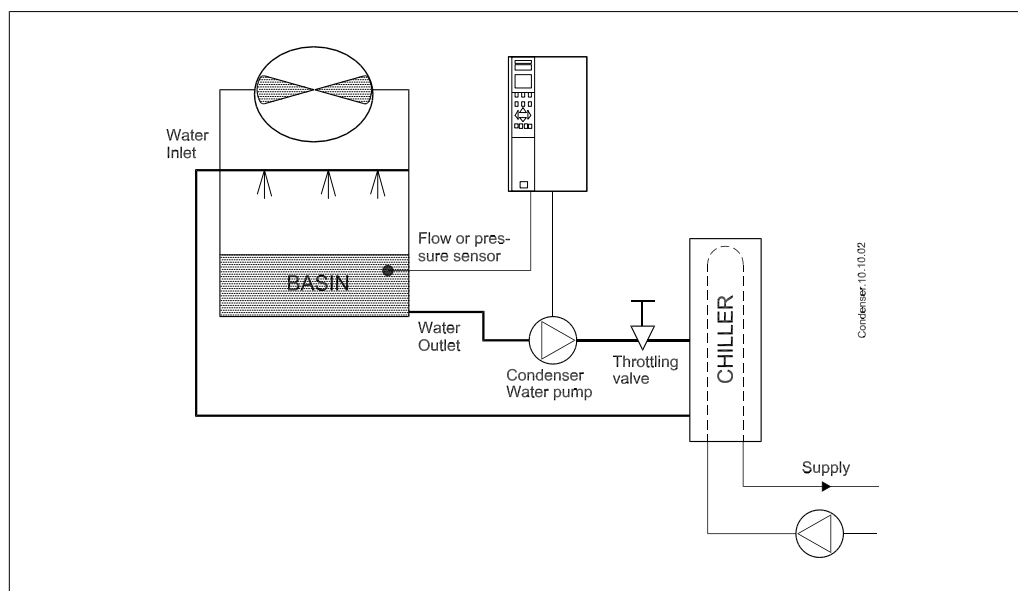 Water
Inlet
Flow or pres-
sure sensor
BASIN
Water
Outlet
Condenser
Water pump
Throttling
valve
CHILLER
Condenser.10.10.02
Supply